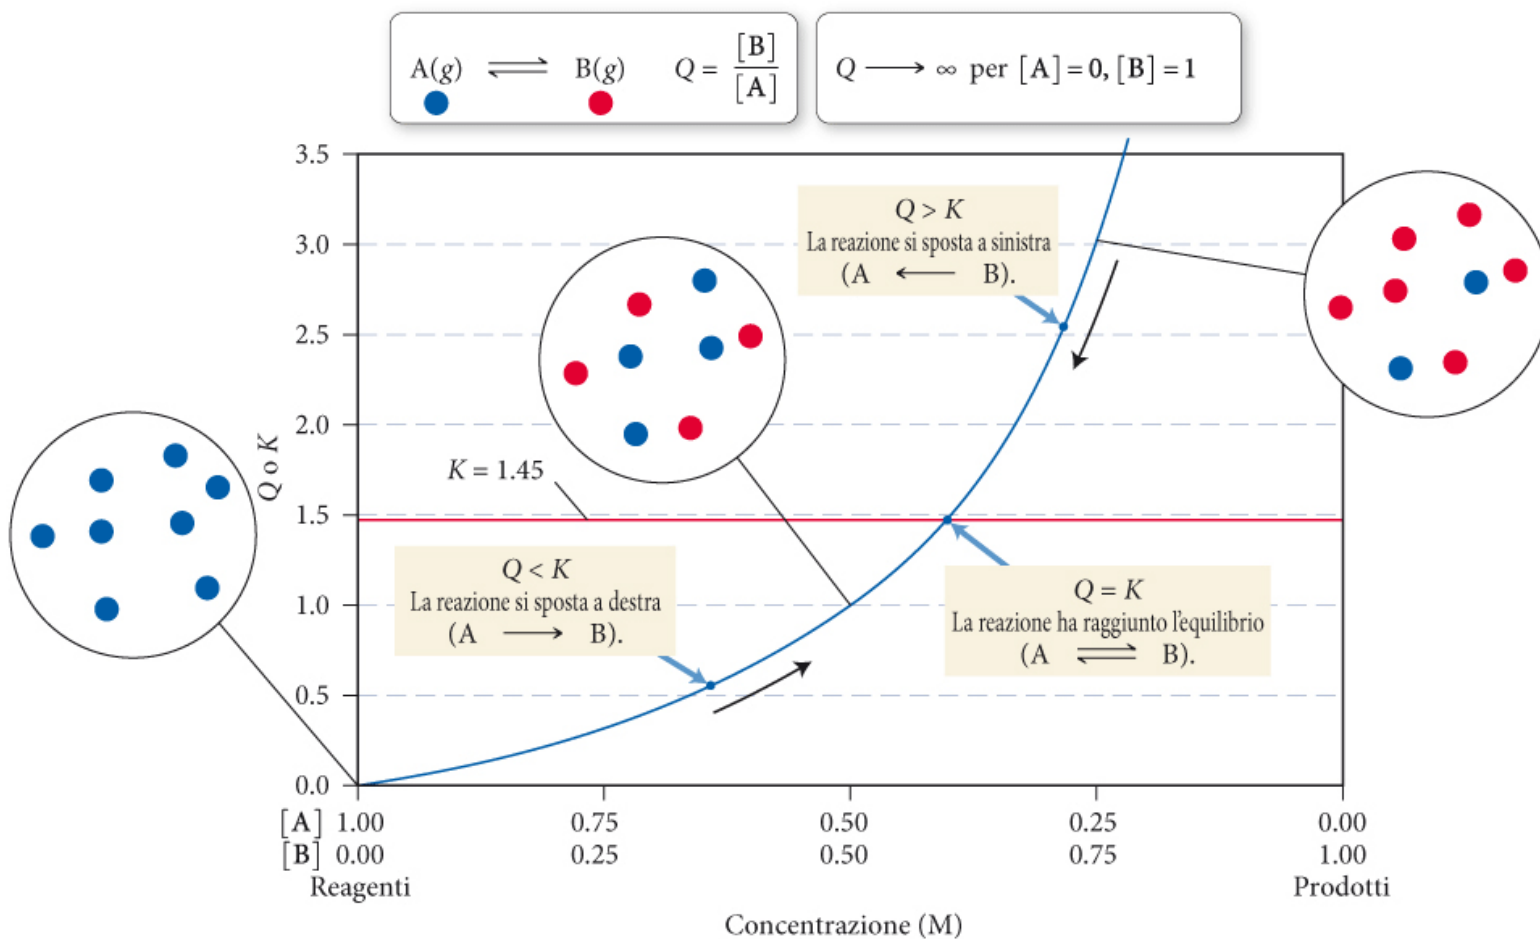 A(g) ⇌ B(g) Q = [B]/[A]
Q ⟶ ∞ per [A] = 0, [B] = 1
3.5
3.0
2.5
2.0
1.5
1.0
0.5
0.0
Q o K
Q > K
La reazione si sposta a sinistra
(A ⟵ B).
K = 1.45
Q < K
La reazione si sposta a destra
(A ⟶ B).
Q = K
La reazione ha raggiunto l'equilibrio
(A ⇌ B).
[A] 1.00 0.75 0.50 0.25 0.00
[B] 0.00 0.25 0.50 0.75 1.00
Reagenti Prodotti
Concentrazione (M)